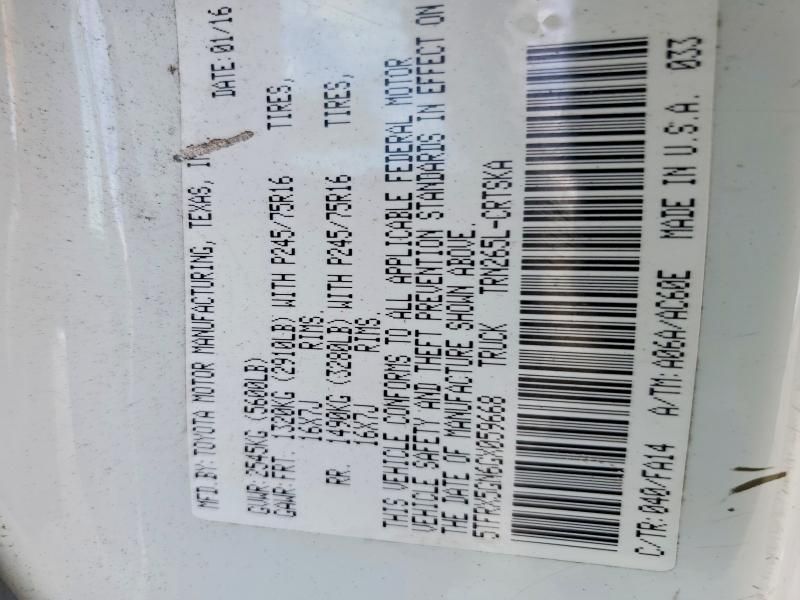 MFD.BY:TOYOTA MOTOR MANUFACTURING, TEXAS, DATE:01/16
GVWR:2545KG (5600LB)
GAWR:FRT. 1320KG (2910LB) WITH P245/75R16 TIRES,
16X7J RIMS,
RR. 1490KG (3280LB) WITH P245/75R16 TIRES,
16X7J RIMS.
THIS VEHICLE CONFORMS TO ALL APPLICABLE FEDERAL MOTOR
VEHICLE SAFETY AND THEFT PREVENTION STANDARDS IN EFFECT ON
THE DATE OF MANUFACTURE SHOWN ABOVE.
5TFRX5GN6GX059668 TRUCK TRN265L-CRTSKA
C/TR:040/FA14 A/TM:A06A/AC60E MADE IN U.S.A. 033